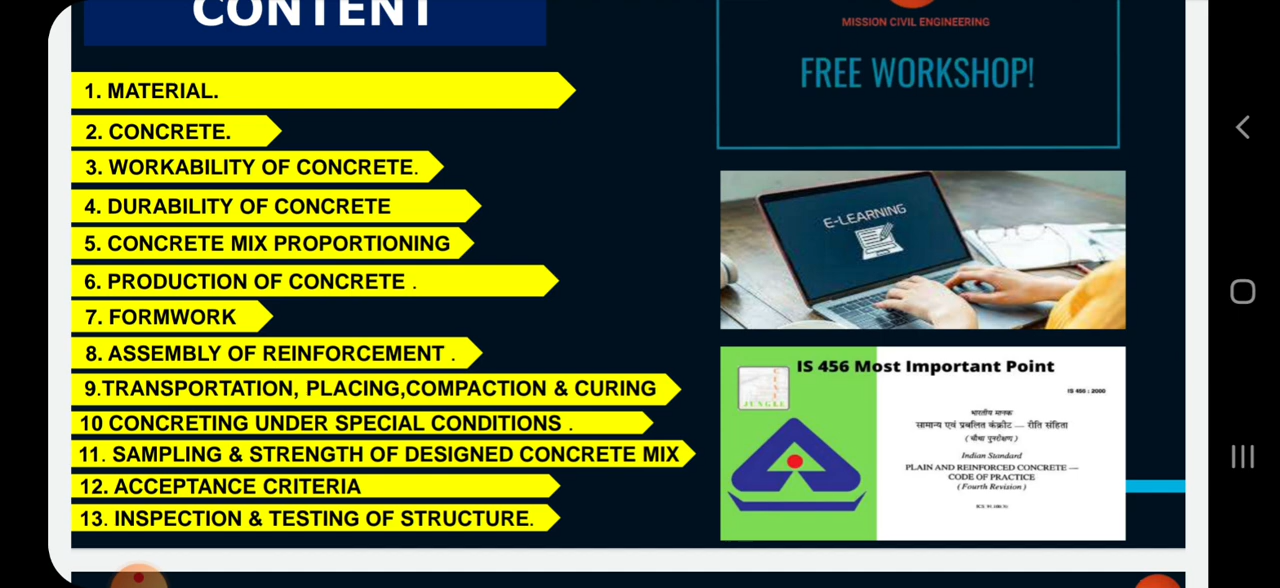 CONTENT
1. MATERIAL.
2. CONCRETE.
3. WORKABILITY OF CONCRETE.
4. DURABILITY OF CONCRETE
5. CONCRETE MIX PROPORTIONING
6. PRODUCTION OF CONCRETE .
7. FORMWORK
8. ASSEMBLY OF REINFORCEMENT .
9.TRANSPORTATION, PLACING,COMPACTION & CURING
10 CONCRETING UNDER SPECIAL CONDITIONS .
11. SAMPLING & STRENGTH OF DESIGNED CONCRETE MIX
12. ACCEPTANCE CRITERIA
13. INSPECTION & TESTING OF STRUCTURE.
MISSION CIVIL ENGINEERING
FREE WORKSHOP!
E-LEARNING
IS 456 Most Important Point
IS 456 : 2000
भारतीय मानक
सामान्य एवं प्रबलित कंक्रीट — रीति संहिता
( चौथा पुनरीक्षण )
Indian Standard
PLAIN AND REINFORCED CONCRETE —
CODE OF PRACTICE
( Fourth Revision )